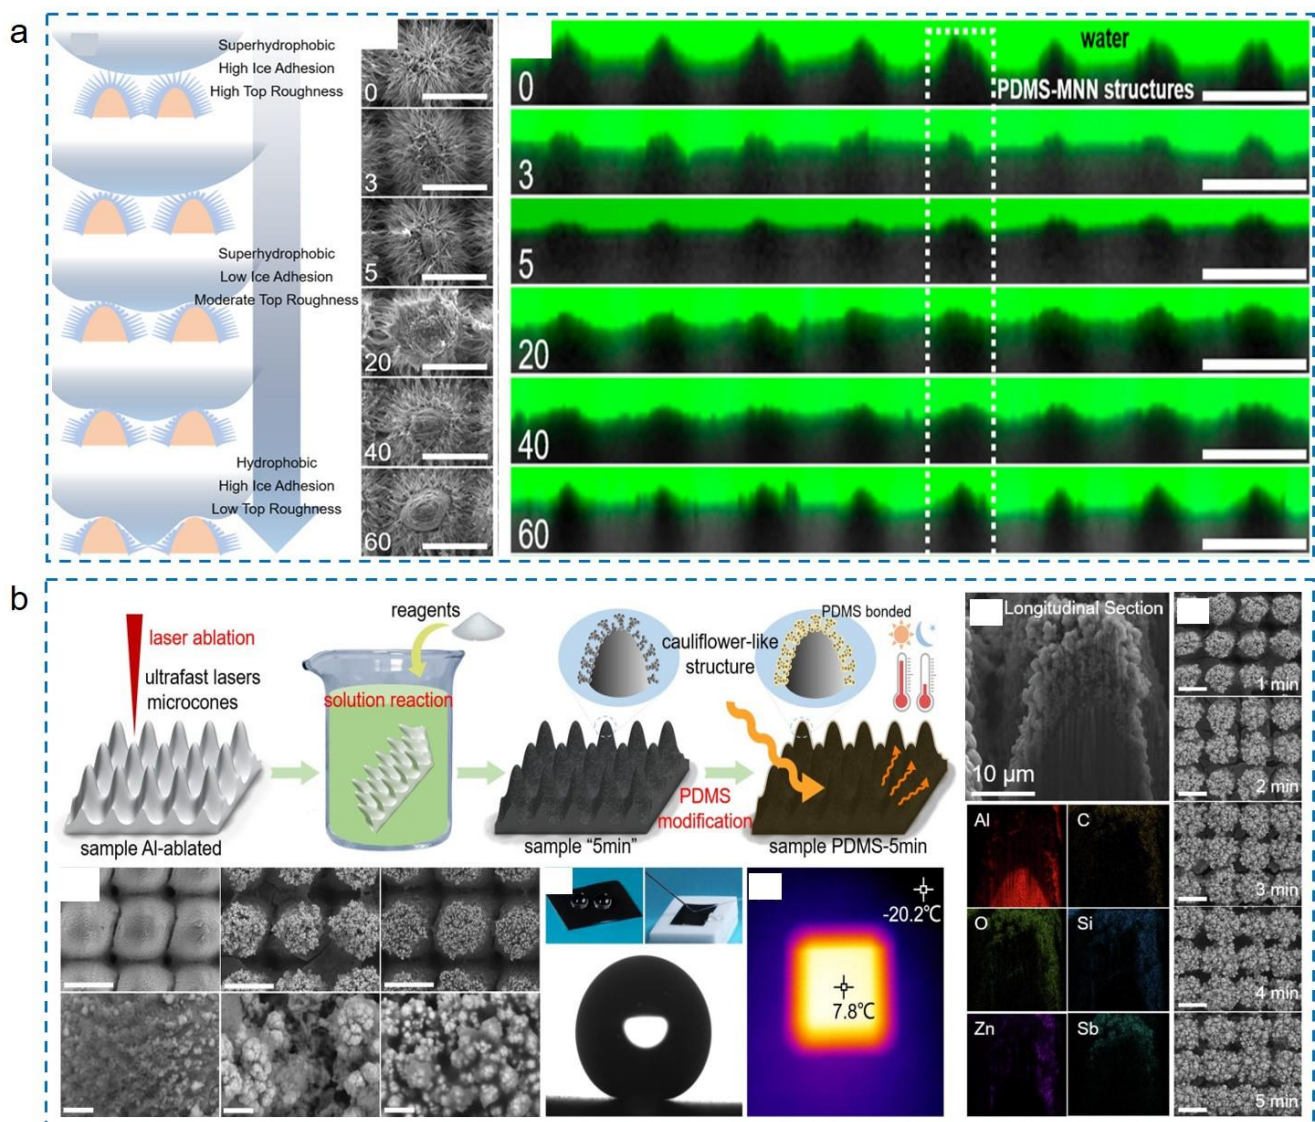 a
Superhydrophobic
High Ice Adhesion
High Top Roughness
Superhydrophobic
Low Ice Adhesion
Moderate Top Roughness
Hydrophobic
High Ice Adhesion
Low Top Roughness
0
3
5
20
40
60
water
PDMS-MNN structures
0
3
5
20
40
60
b
laser ablation
ultrafast lasers
microcones
sample Al-ablated
reagents
solution reaction
cauliflower-like
structure
PDMS bonded
sample “5min”
PDMS
modification
sample PDMS-5min
-20.2℃
7.8℃
Longitudinal Section
10 μm
Al
C
O
Si
Zn
Sb
1 min
2 min
3 min
4 min
5 min